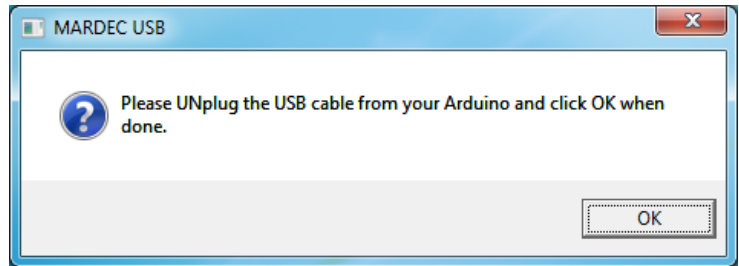 MARDEC USB
Please UNplug the USB cable from your Arduino and click OK when
done.
OK